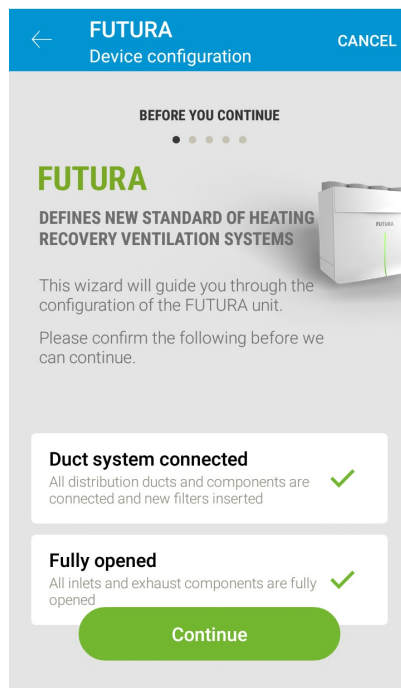 FUTURA
Device configuration
CANCEL
BEFORE YOU CONTINUE
FUTURA
DEFINES NEW STANDARD OF HEATING
RECOVERY VENTILATION SYSTEMS
FUTURA
This wizard will guide you through the
configuration of the FUTURA unit.
Please confirm the following before we
can continue.
Duct system connected
All distribution ducts and components are
connected and new filters inserted
Fully opened
All inlets and exhaust components are fully
opened
Continue